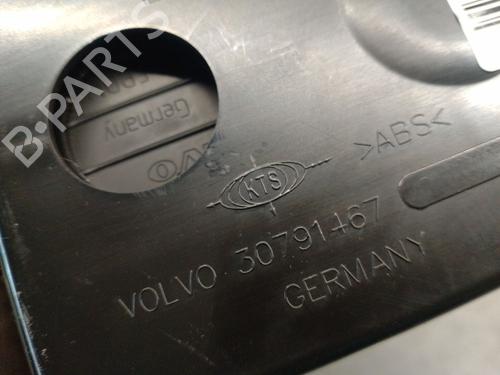 B-PARTS
Germany
>ABS<
KTS
VOLVO 30791467
GERMANY